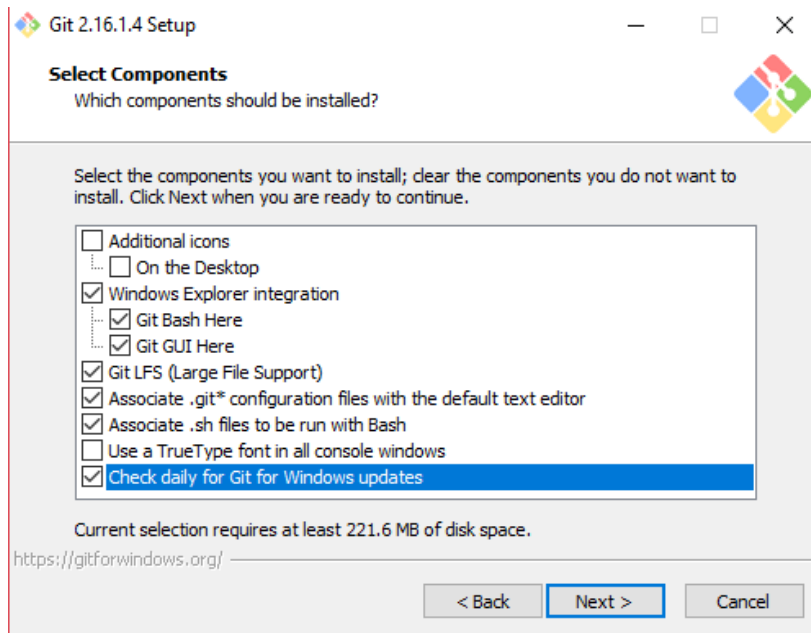 Git 2.16.1.4 Setup
Select Components
Which components should be installed?
Select the components you want to install; clear the components you do not want to
install. Click Next when you are ready to continue.
Additional icons
On the Desktop
Windows Explorer integration
Git Bash Here
Git GUI Here
Git LFS (Large File Support)
Associate .git* configuration files with the default text editor
Associate .sh files to be run with Bash
Use a TrueType font in all console windows
Check daily for Git for Windows updates
Current selection requires at least 221.6 MB of disk space.
https://gitforwindows.org/
< Back Next > Cancel